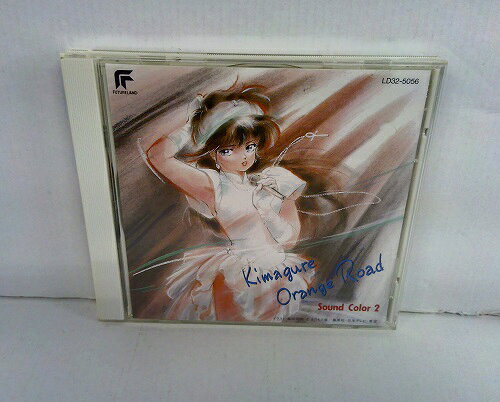 FUTURELAND
LD32-5056
Kimagure
Orange Road
Sound Color 2